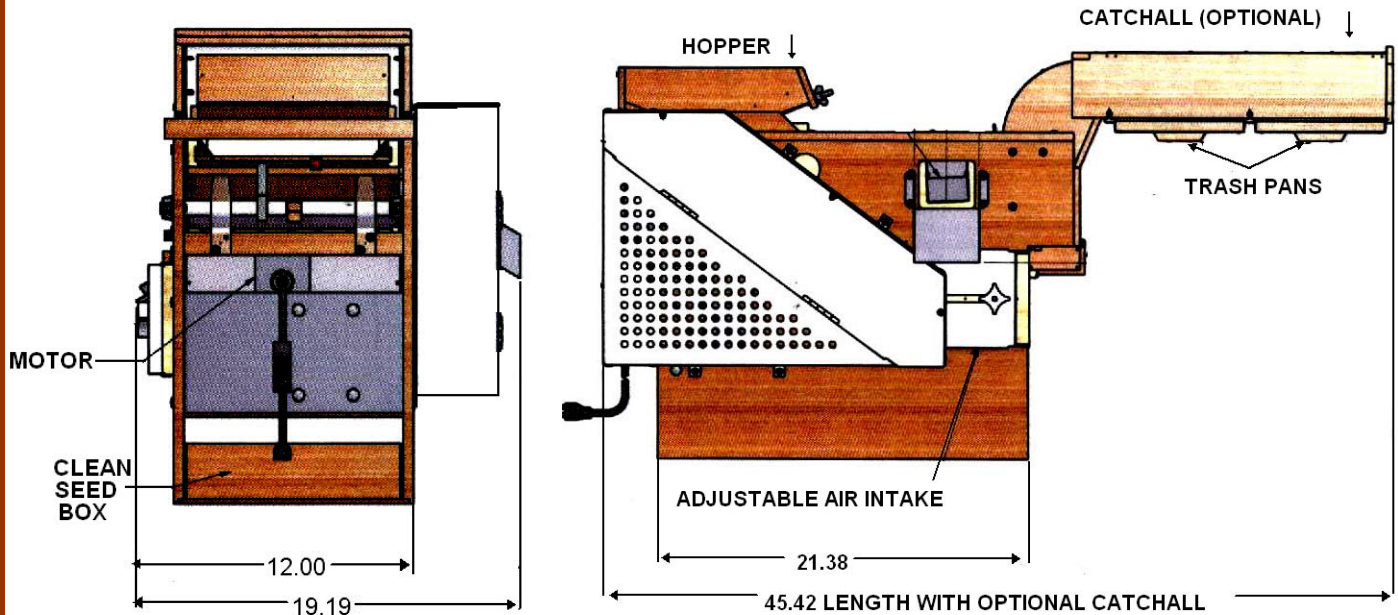 CATCHALL (OPTIONAL)
HOPPER
TRASH PANS
MOTOR
CLEAN
SEED
BOX
ADJUSTABLE AIR INTAKE
12.00
21.38
19.19
45.42 LENGTH WITH OPTIONAL CATCHALL